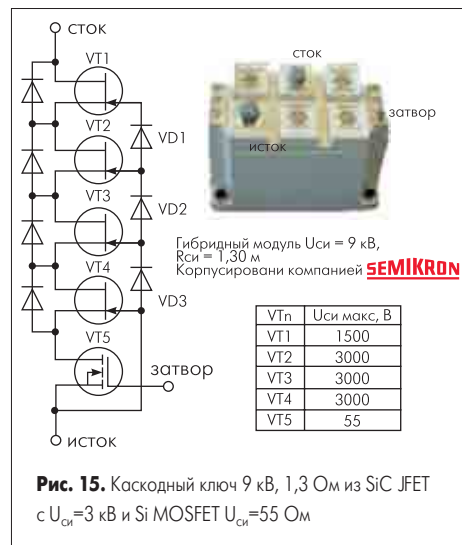 сток
VT1
VT2
VD1
VT3
VD2
VT4
VD3
VT5
затвор
исток
сток
затвор
исток
Гибридный модуль Uси = 9 кВ,
Rси = 1,30 м
Корпусировани компанией SEMIKRON
VTn Uси макс, В
VT1 1500
VT2 3000
VT3 3000
VT4 3000
VT5 55
Рис. 15. Каскодный ключ 9 кВ, 1,3 Ом из SiC JFET
с Uси=3 кВ и Si MOSFET Uси=55 Ом